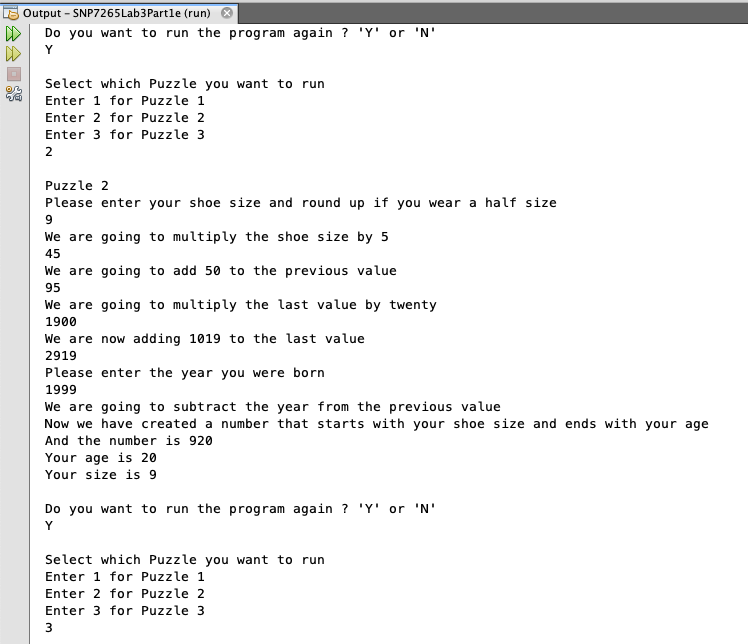 Output – SNP7265Lab3Part1e (run)
Do you want to run the program again ? 'Y' or 'N'
Y
Select which Puzzle you want to run
Enter 1 for Puzzle 1
Enter 2 for Puzzle 2
Enter 3 for Puzzle 3
2
Puzzle 2
Please enter your shoe size and round up if you wear a half size
9
We are going to multiply the shoe size by 5
45
We are going to add 50 to the previous value
95
We are going to multiply the last value by twenty
1900
We are now adding 1019 to the last value
2919
Please enter the year you were born
1999
We are going to subtract the year from the previous value
Now we have created a number that starts with your shoe size and ends with your age
And the number is 920
Your age is 20
Your size is 9
Do you want to run the program again ? 'Y' or 'N'
Y
Select which Puzzle you want to run
Enter 1 for Puzzle 1
Enter 2 for Puzzle 2
Enter 3 for Puzzle 3
3